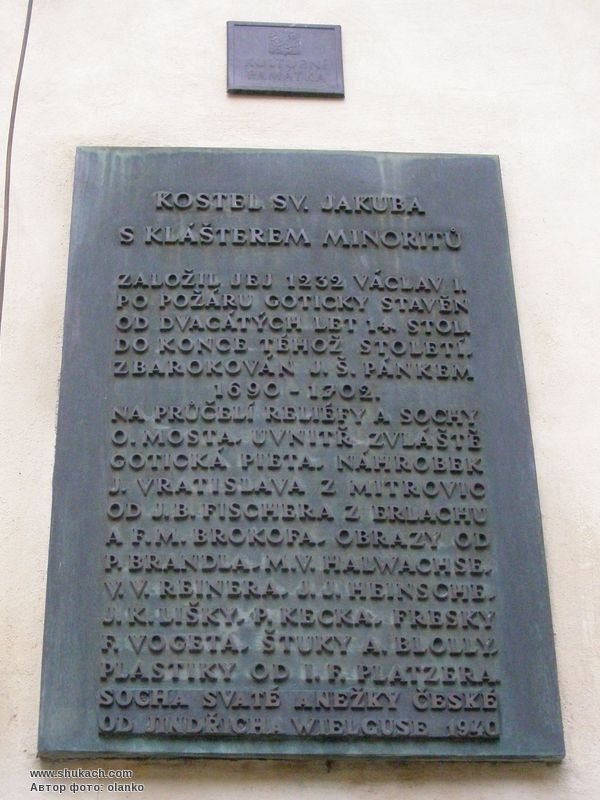 KULTURNÍ
PAMÁTKA
KOSTEL SV. JAKUBA
S KLÁŠTEREM MINORITŮ
ZALOŽIL JEJ 1232 VÁCLAV I.
PO POŽÁRU GOTICKY STAVĚN
OD DVACÁTÝCH LET 14. STOL.
DO KONCE TÉHOŽ STOLETÍ.
ZBAROKOVÁN J. Š. PÁNKEM
1690 - 1702.
NA PRŮČELÍ RELIÉFY A SOCHY
O. MOSTA, UVNITŘ, ZVLÁŠTĚ
GOTICKÁ PIETA, NÁHROBEK
J. VRATISLAVA Z MITROVIC
OD J.B. FISCHERA Z ERLACHU
A F.M. BROKOFA, OBRAZY OD
P. BRANDLA, M.V. HALWACHSE,
V.V. REINERA, J.J. HEINSCHE,
J.K. LIŠKY, P. KECKA, FRESKY
F. VOGETA, ŠTUKY A. BOLLY,
PLASTIKY OD I.F. PLATZERA.
SOCHA SVATÉ ANEŽKY ČESKÉ
OD JINDŘICHA WIELGUSE 1940
www.shukach.com
Автор фото: olanko